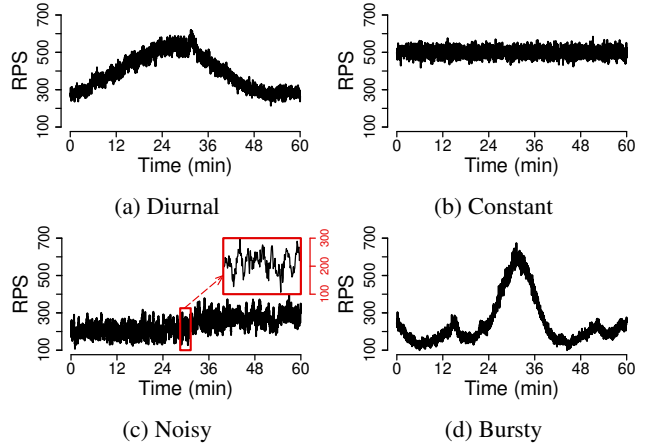 RPS
100 300 500 700
0 12 24 36 48 60
Time (min)
(a) Diurnal
RPS
100 300 500 700
0 12 24 36 48 60
Time (min)
(b) Constant
RPS
100 300 500 700
100 200 300
0 12 24 36 48 60
Time (min)
(c) Noisy
RPS
100 300 500 700
0 12 24 36 48 60
Time (min)
(d) Bursty